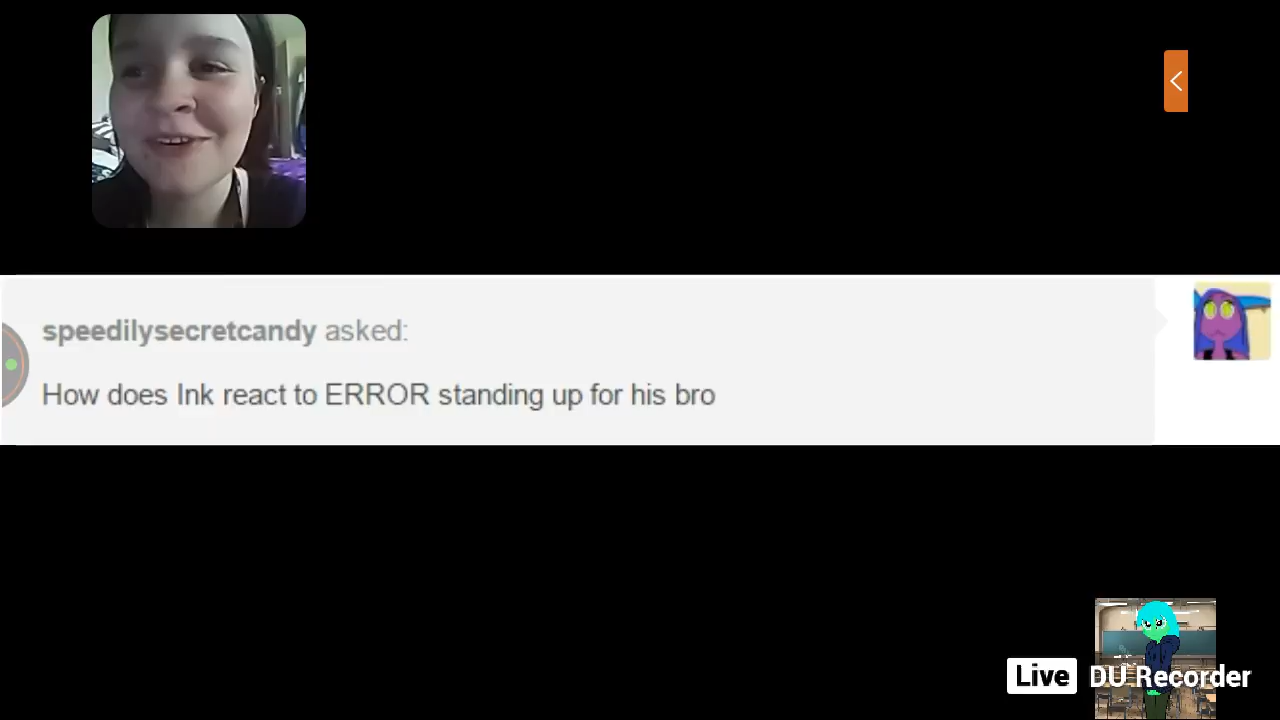 speedilysecretcandy asked:
How does Ink react to ERROR standing up for his bro
Live DU Recorder